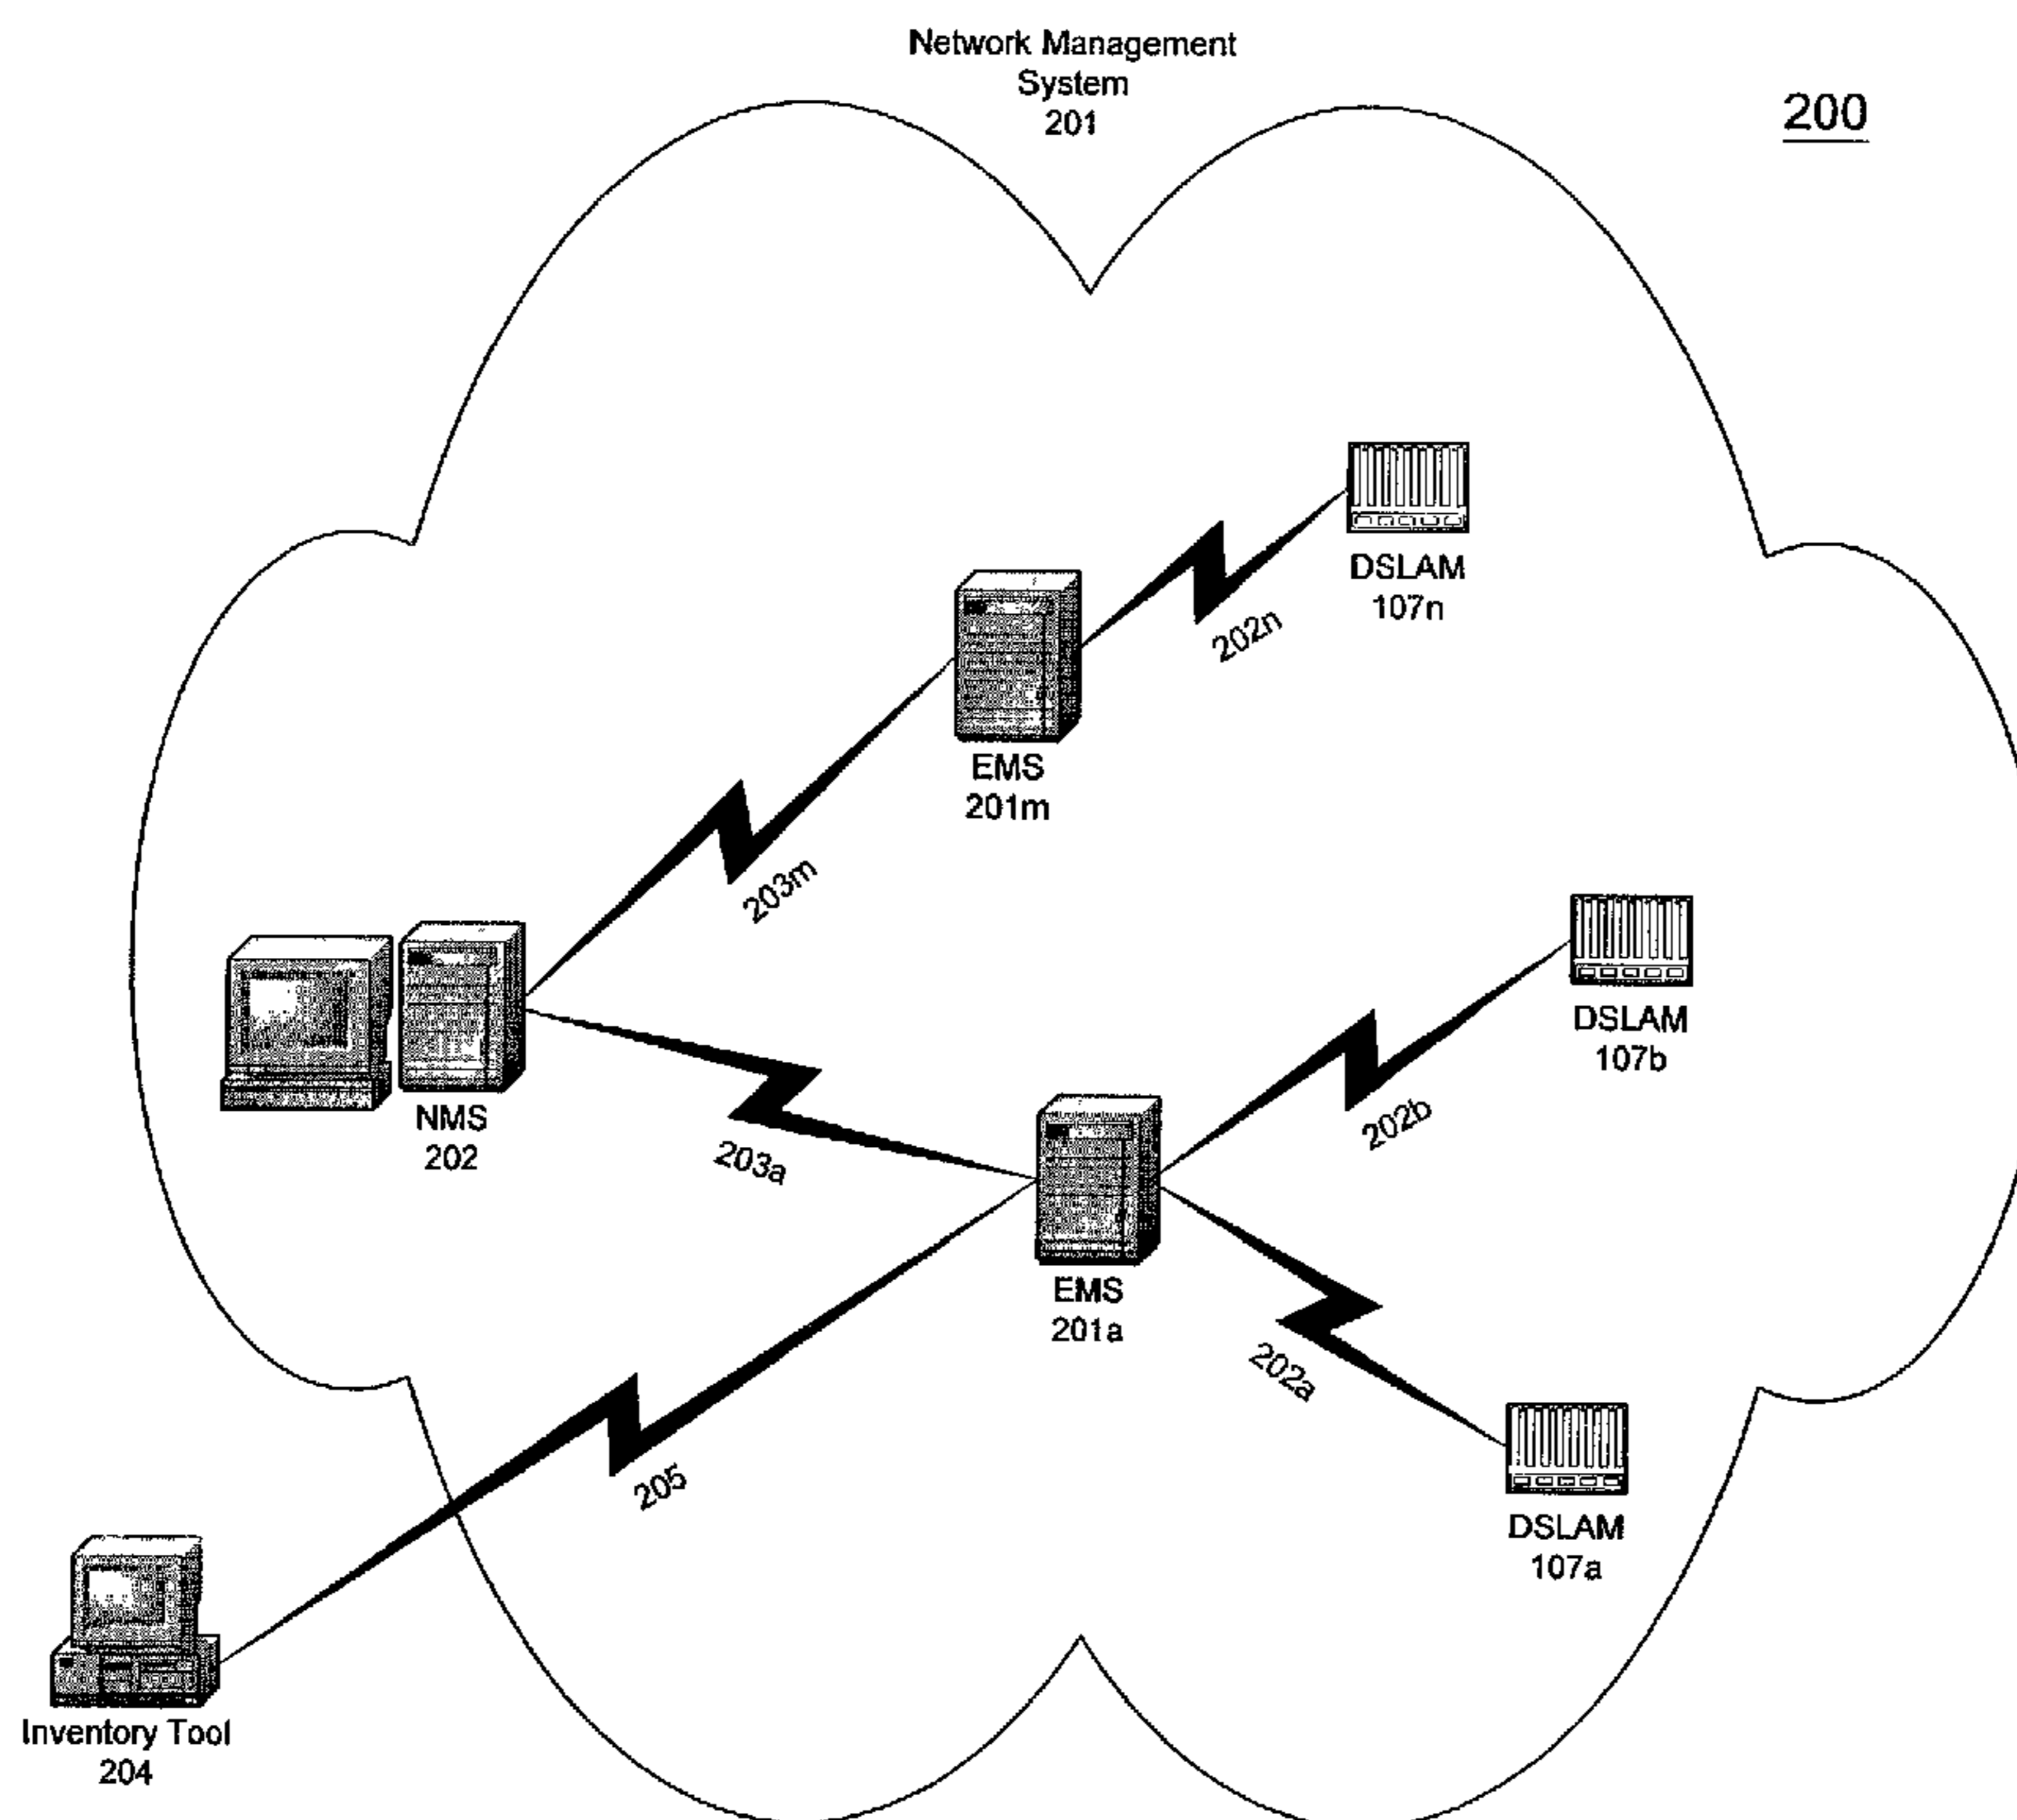 Network Management
System
201
200
DSLAM
107n
202n
EMS
201m
203m
DSLAM
107b
NMS
202
202b
203a
EMS
201a
202a
205
DSLAM
107a
Inventory Tool
204